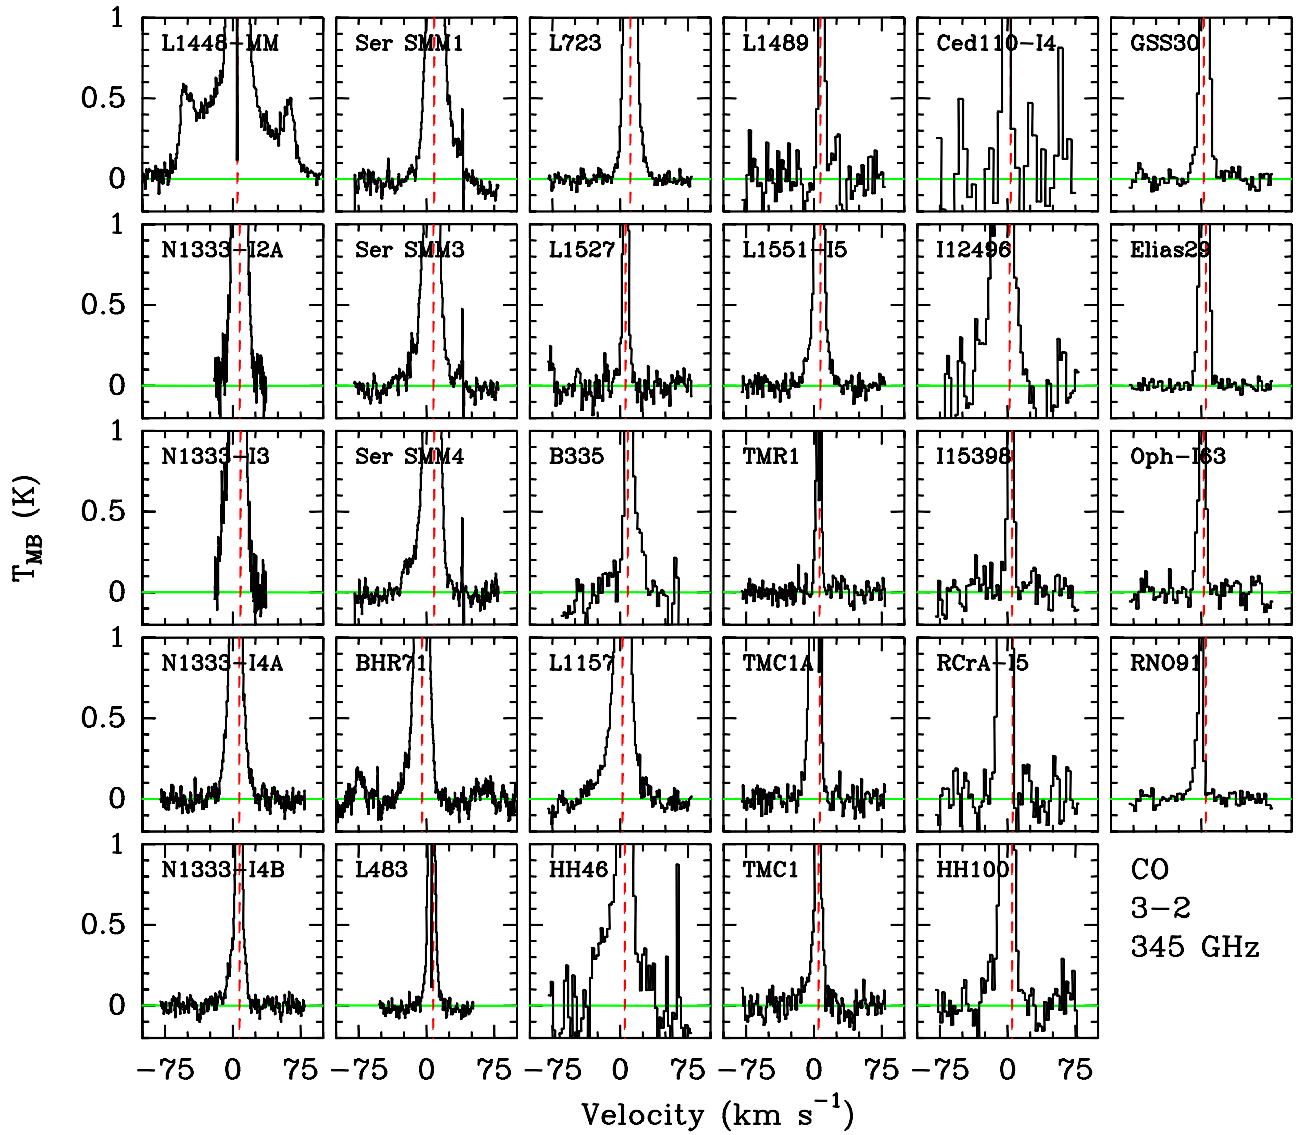 L1448-MM Ser SMM1 L723 L1489 Ced110-I4 GSS30
1
0.5
0
N1333-I2A Ser SMM3 L1527 L1551-I5 I12496 Elias29
1
0.5
0
N1333-I3 Ser SMM4 B335 TMR1 I15398 Oph-I63
1
0.5
0
T_MB (K)
N1333-I4A BHR71 L1157 TMC1A RCrA-I5 RNO91
1
0.5
0
N1333-I4B L483 HH46 TMC1 HH100
1
0.5
0
CO
3-2
345 GHz
-75 0 75 -75 0 75 -75 0 75 -75 0 75 -75 0 75
Velocity (km s⁻¹)